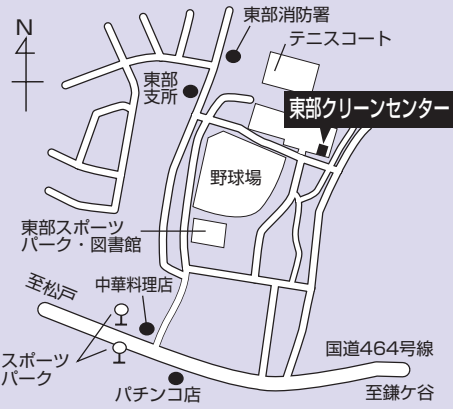 N
東部消防署
テニスコート
東部
支所
東部クリーンセンター
野球場
東部スポーツ
パーク・図書館
至松戸
中華料理店
スポーツ
パーク
国道464号線
パチンコ店
至鎌ケ谷